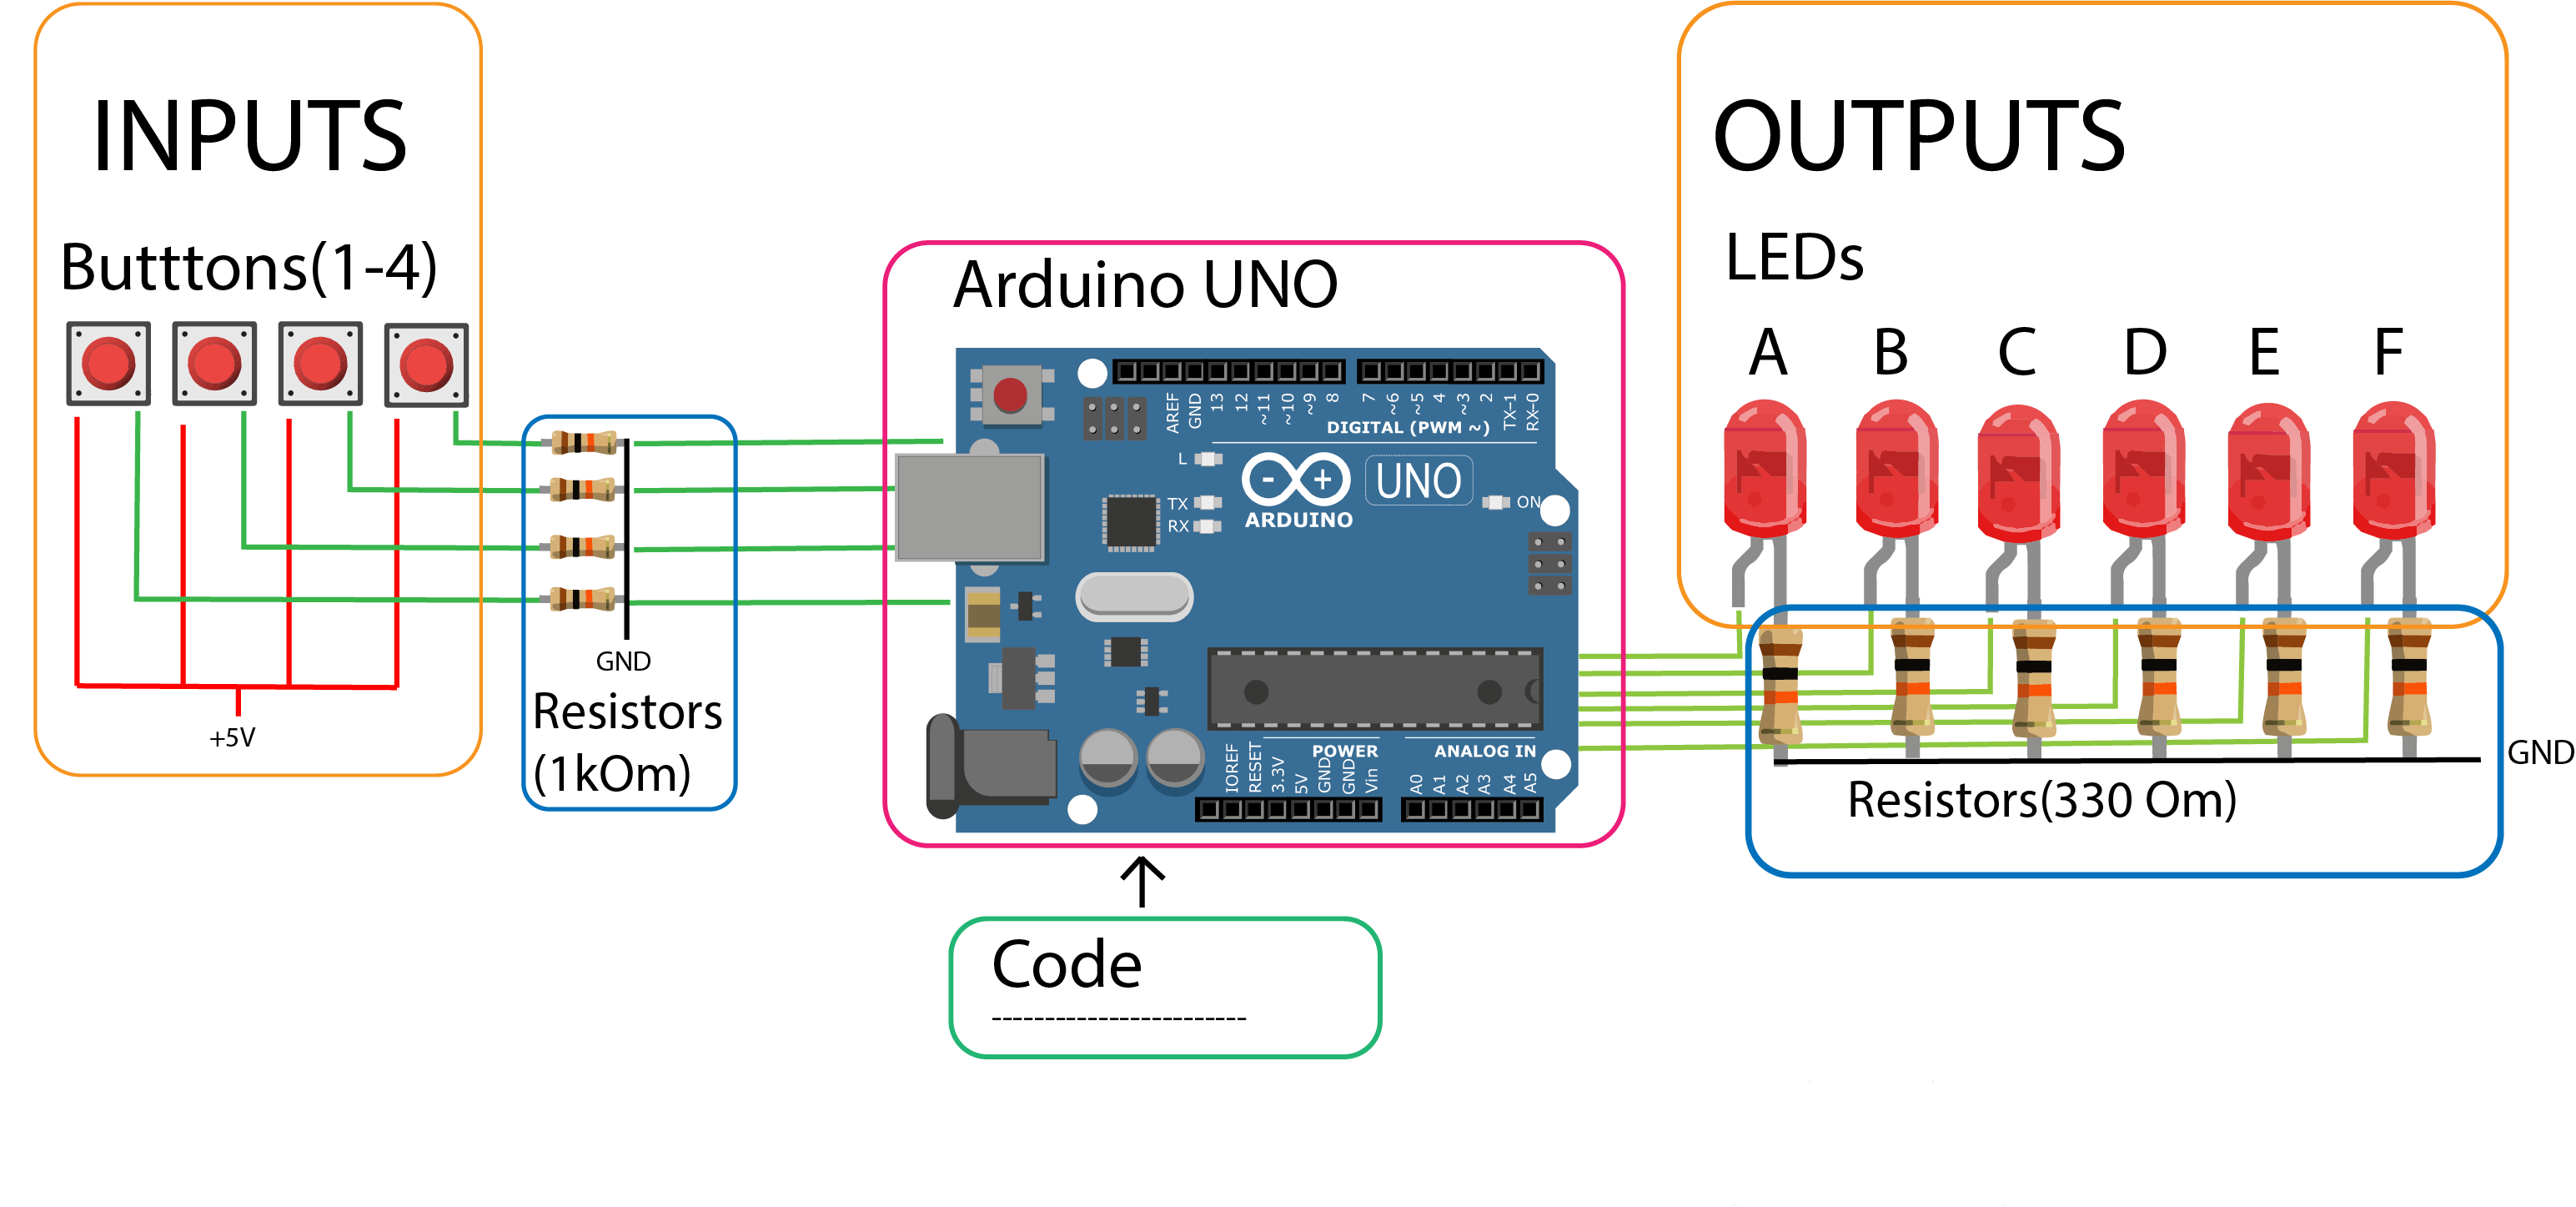 INPUTS
Butttons(1-4)
+5V
GND
Resistors
(1kOm)
Arduino UNO
AREF
GND
13
12
~11
~10
~9
8
7
~6
~5
4
~3
2
TX→1
RX←0
DIGITAL (PWM ~)
L
TX
RX
- +
ARDUINO
UNO
ON
IOREF
RESET
3.3V
5V
GND
GND
Vin
POWER
ANALOG IN
A0
A1
A2
A3
A4
A5
Code
------------------------
OUTPUTS
LEDs
A B C D E F
GND
Resistors(330 Om)